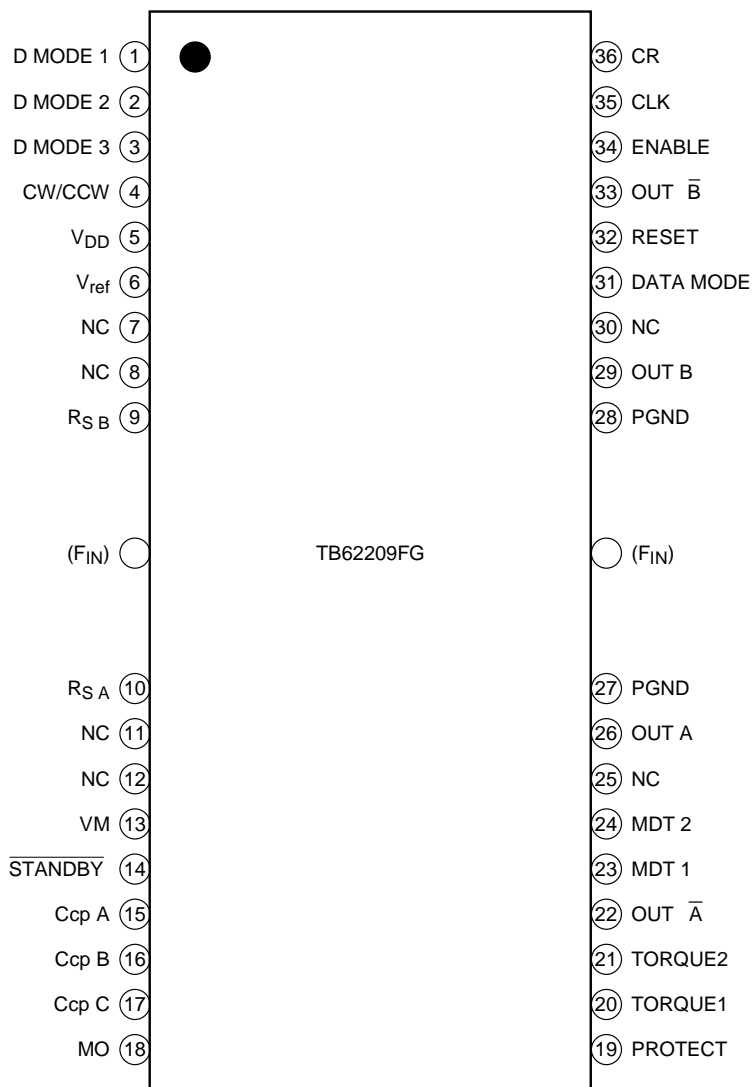 D MODE 1 1 36 CR
D MODE 2 2 35 CLK
D MODE 3 3 34 ENABLE
CW/CCW 4 33 OUT B̅
VDD 5 32 RESET
Vref 6 31 DATA MODE
NC 7 30 NC
NC 8 29 OUT B
RS B 9 28 PGND
(FIN) TB62209FG (FIN)
RS A 10 27 PGND
NC 11 26 OUT A
NC 12 25 NC
VM 13 24 MDT 2
S̅T̅A̅N̅D̅B̅Y̅ 14 23 MDT 1
Ccp A 15 22 OUT A̅
Ccp B 16 21 TORQUE2
Ccp C 17 20 TORQUE1
MO 18 19 PROTECT